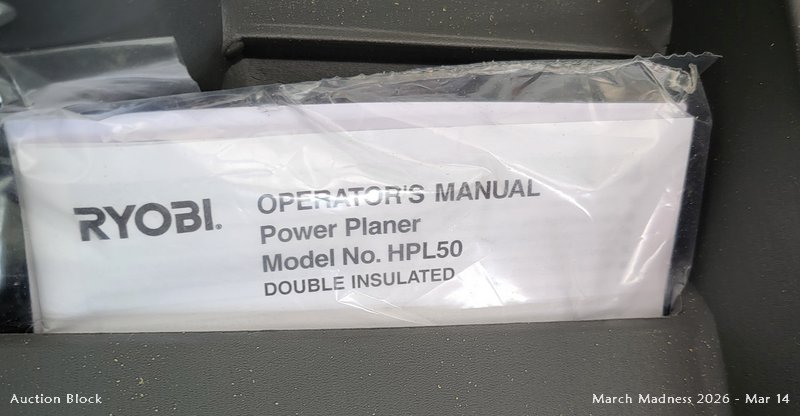 RYOBI.
OPERATOR'S MANUAL
Power Planer
Model No. HPL50
DOUBLE INSULATED
Auction Block
March Madness 2026 - Mar 14